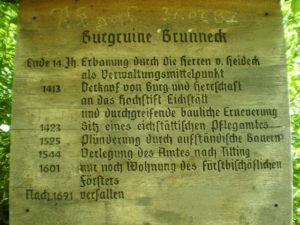 Burgruine Brunneck
Ende 14. Jh. Erbauung durch die Herren v. Heideck
als Verwaltungsmittelpunkt
1413 Verkauf von Burg und Herrschaft
an das Hochstift Eichstätt
und durchgreifende bauliche Erneuerung
1423 Sitz eines eichstättischen Pflegamtes
1525 Plünderung durch aufständische Bauern
1544 Verlegung des Amtes nach Titting
1601 nur noch Wohnung des fürstbischöflichen
Försters
Nach 1691 verfallen